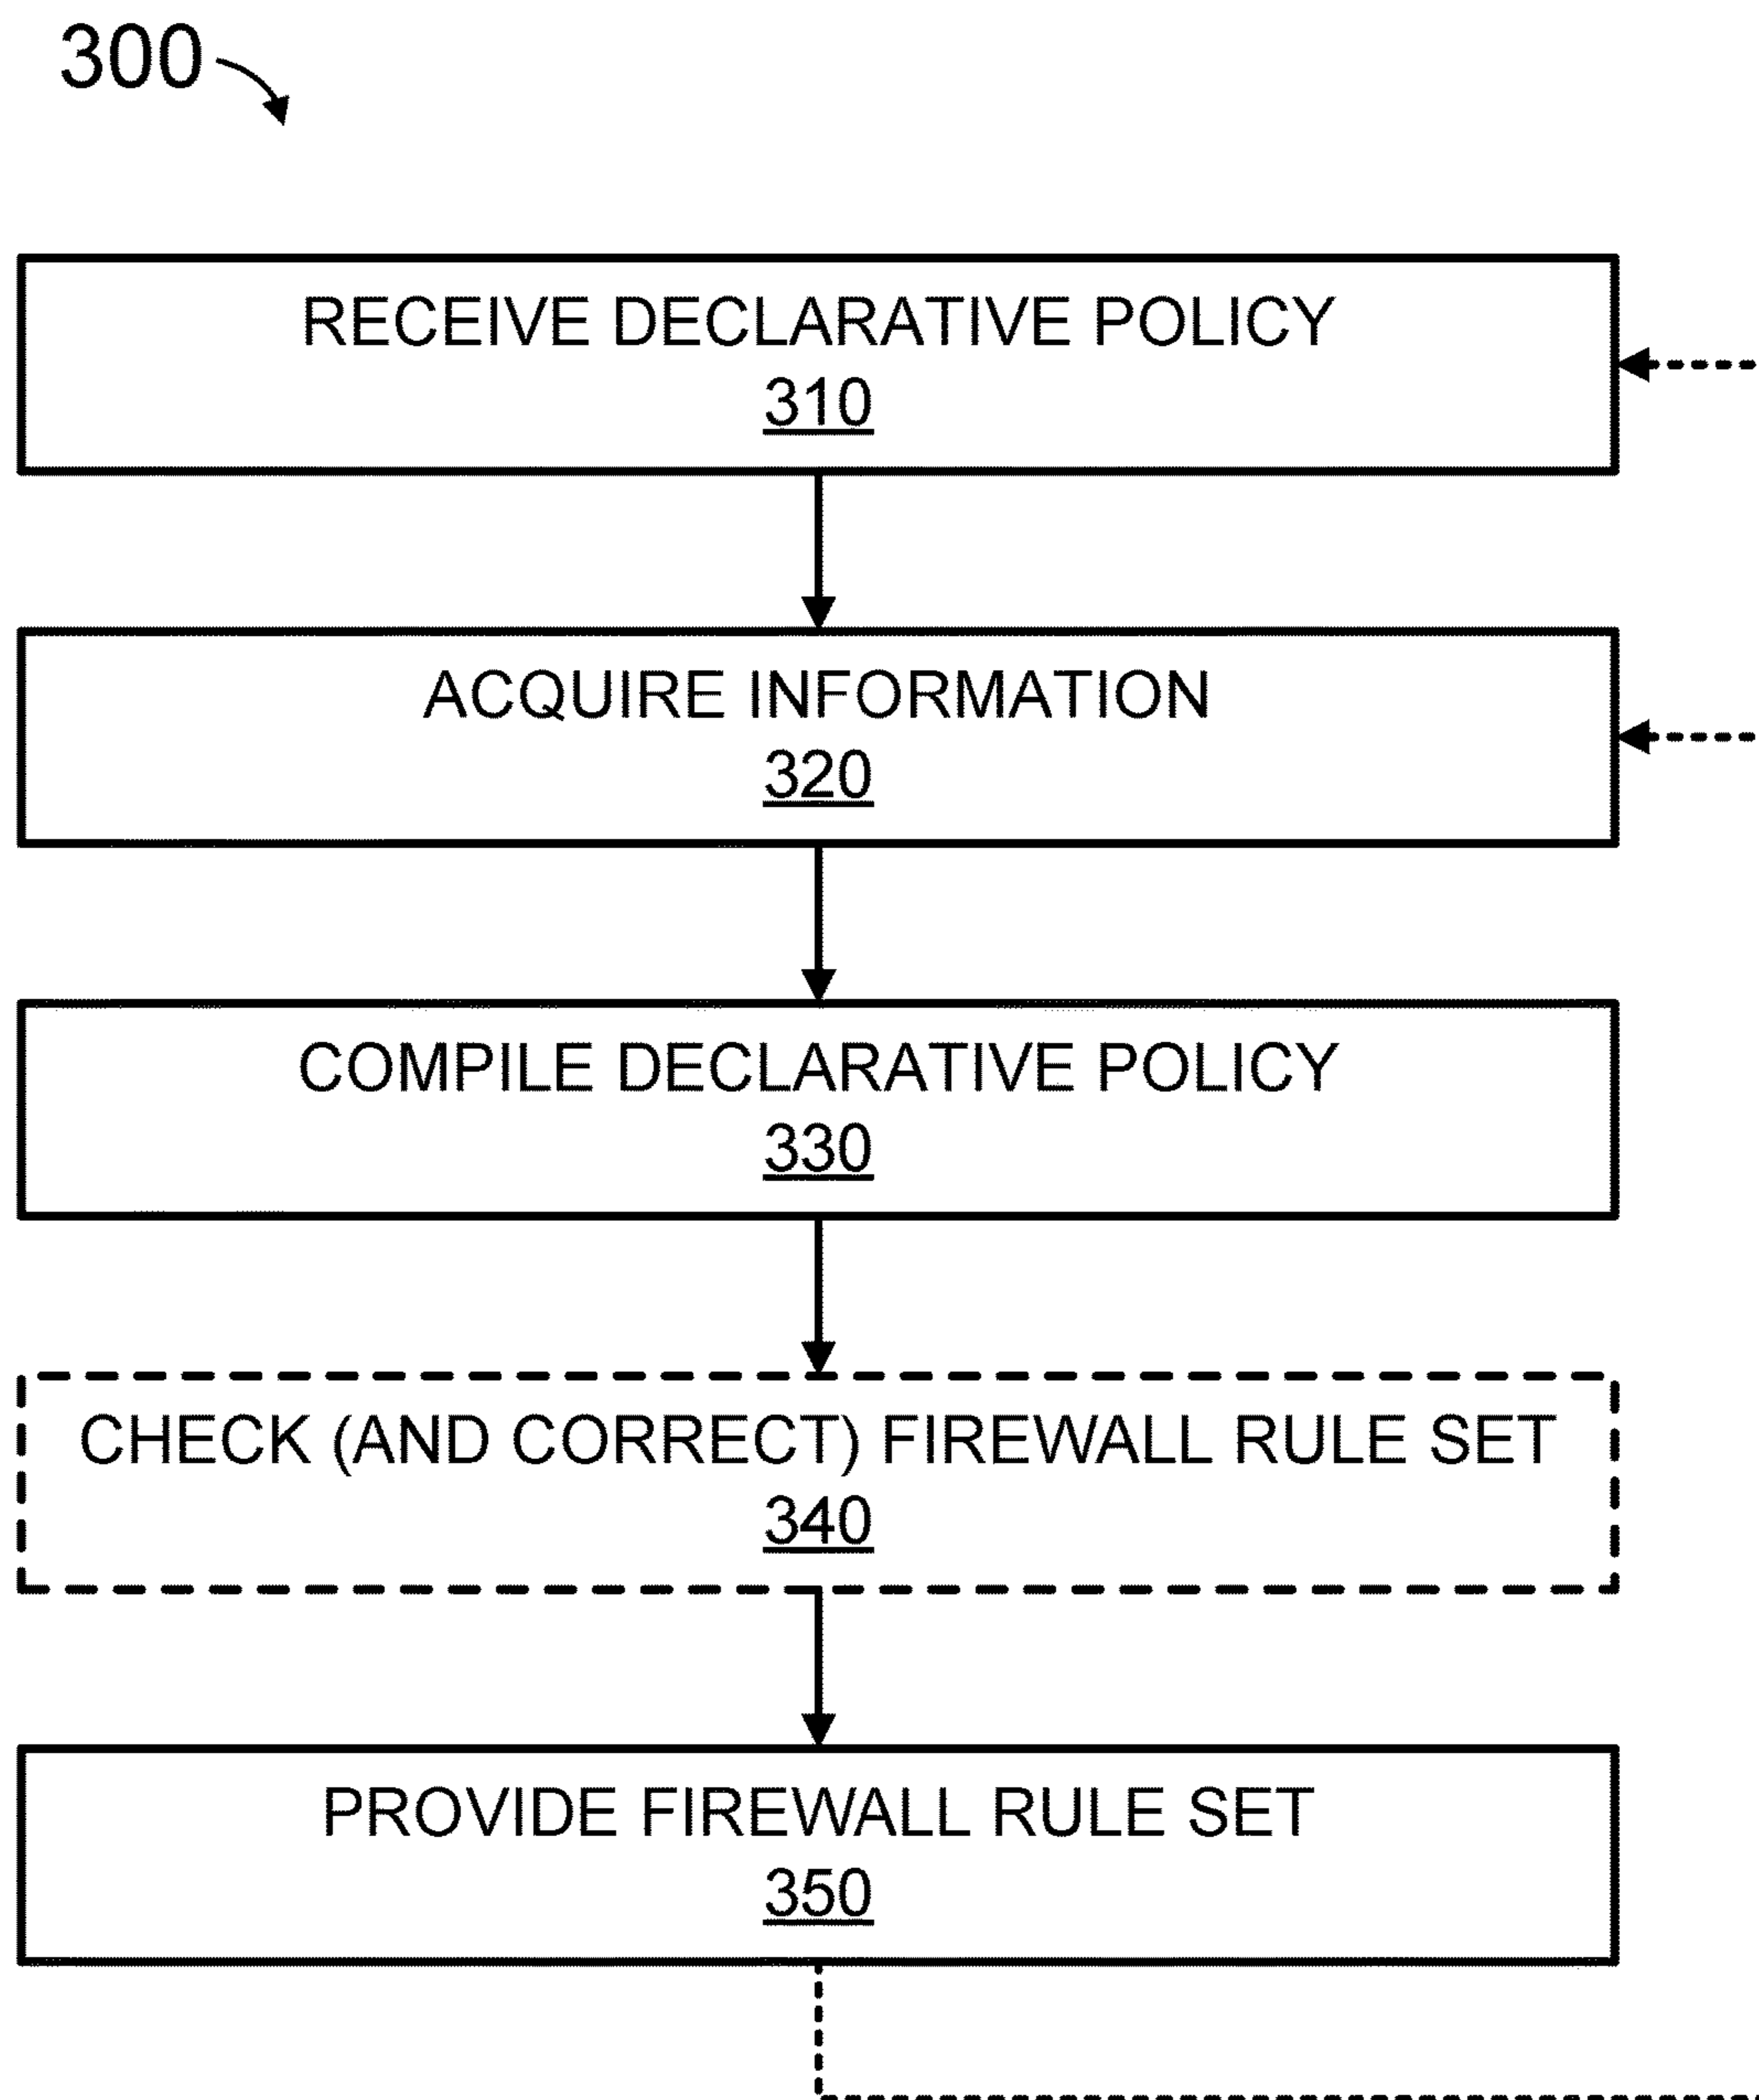 300
RECEIVE DECLARATIVE POLICY
310
ACQUIRE INFORMATION
320
COMPILE DECLARATIVE POLICY
330
CHECK (AND CORRECT) FIREWALL RULE SET
340
PROVIDE FIREWALL RULE SET
350